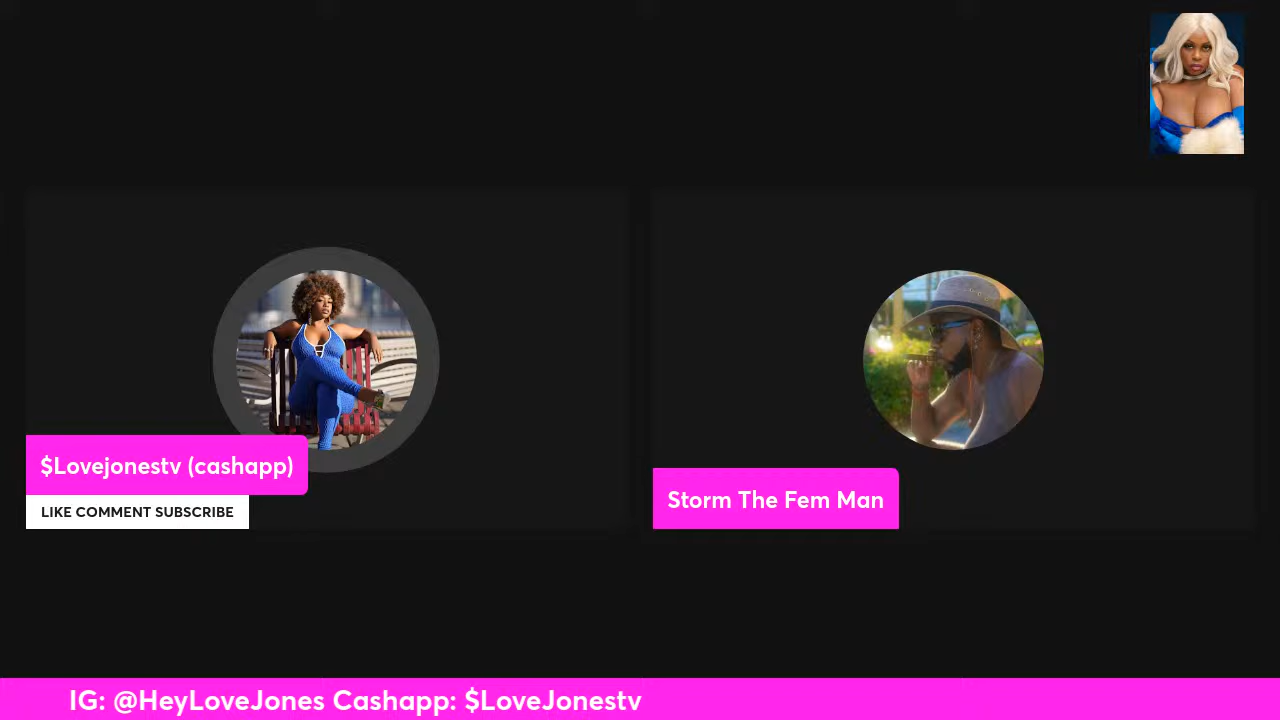 $Lovejonestv (cashapp)
LIKE COMMENT SUBSCRIBE
Storm The Fem Man
IG: @HeyLoveJones Cashapp: $LoveJonestv